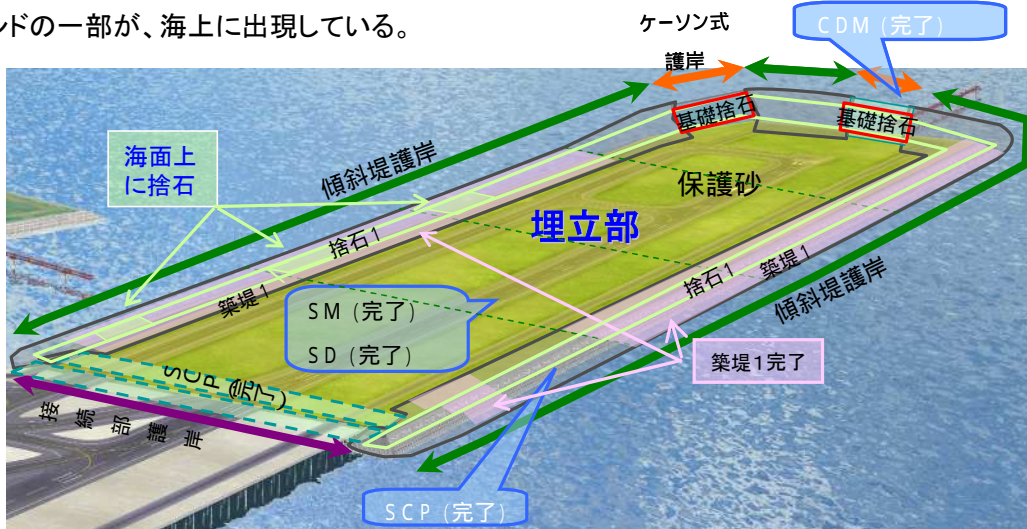 ンドの一部が、海上に出現している。
ケーソン式
護岸
CDM (完了)
基礎捨石
基礎捨石
海面上
に捨石
傾斜堤護岸
保護砂
埋立部
捨石1
築堤1
捨石1
築堤1
傾斜堤護岸
SM (完了)
SD (完了)
築堤1完了
SCP (完了)
接続部護岸
SCP (完了)